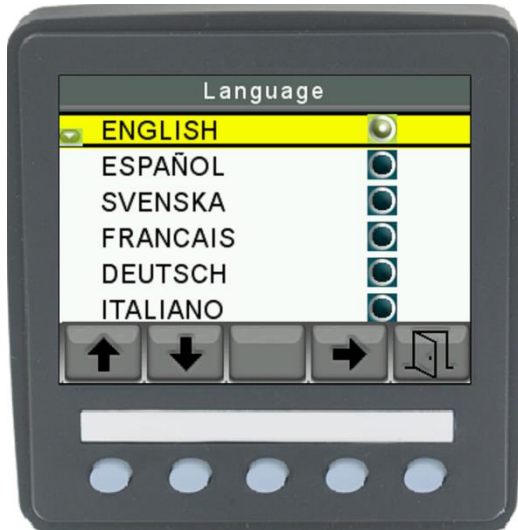 Language
ENGLISH
ESPAÑOL
SVENSKA
FRANCAIS
DEUTSCH
ITALIANO